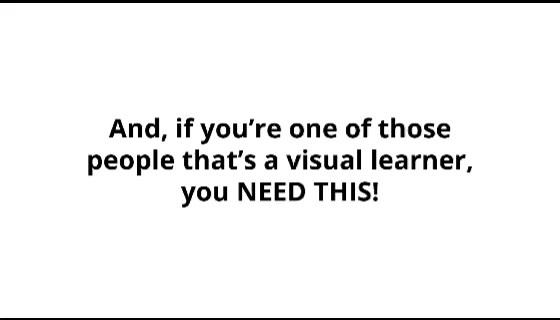 And, if you’re one of those
people that’s a visual learner,
you NEED THIS!